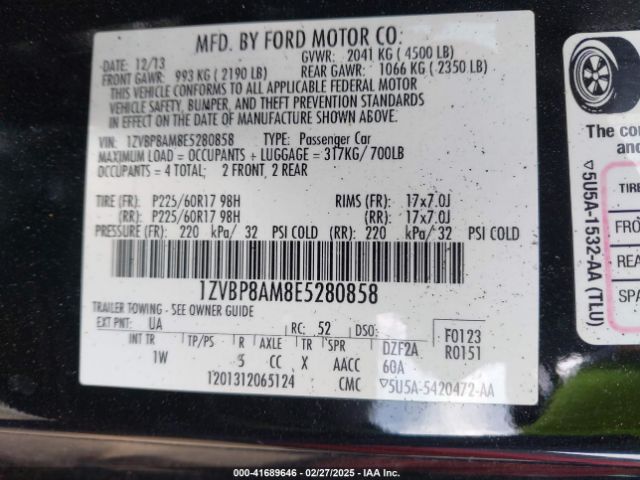 MFD. BY FORD MOTOR CO.
DATE: 12/13 GVWR: 2041 KG ( 4500 LB)
FRONT GAWR: 993 KG ( 2190 LB) REAR GAWR: 1066 KG ( 2350 LB)
THIS VEHICLE CONFORMS TO ALL APPLICABLE FEDERAL MOTOR
VEHICLE SAFETY, BUMPER, AND THEFT PREVENTION STANDARDS
IN EFFECT ON THE DATE OF MANUFACTURE SHOWN ABOVE.
VIN: 1ZVBP8AM8E5280858 TYPE: Passenger Car
MAXIMUM LOAD = OCCUPANTS + LUGGAGE = 317KG/ 700LB
OCCUPANTS = 4 TOTAL; 2 FRONT, 2 REAR
TIRE (FR): P225/60R17 98H RIMS (FR): 17x7.0J
(RR): P225/60R17 98H (RR): 17x7.0J
PRESSURE (FR): 220 kPa/ 32 PSI COLD (RR): 220 kPa/ 32 PSI COLD
1ZVBP8AM8E5280858
TRAILER TOWING - SEE OWNER GUIDE
EXT PNT: UA RC: 52 DSO: F0123
INT TR TP/PS R AXLE TR SPR DZF2A R0151
1W 3 CC X AACC 60A
1201312065124 CMC ▽5U5A-5420472-AA
The co
and
TIRE
FRO
REA
SPA
▽5U5A-1532-AA (TLU)
000-41689646 - 02/27/2025 - IAA Inc.